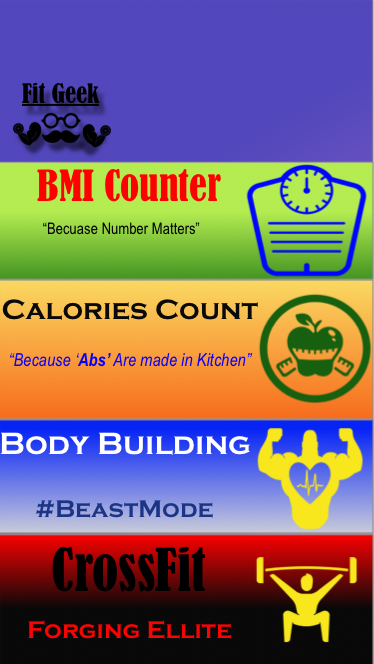 Fit Geek
BMI Counter
“Becuase Number Matters”
Calories Count
“Because ‘Abs’ Are made in Kitchen”
Body Building
#BeastMode
CrossFit
Forging Ellite